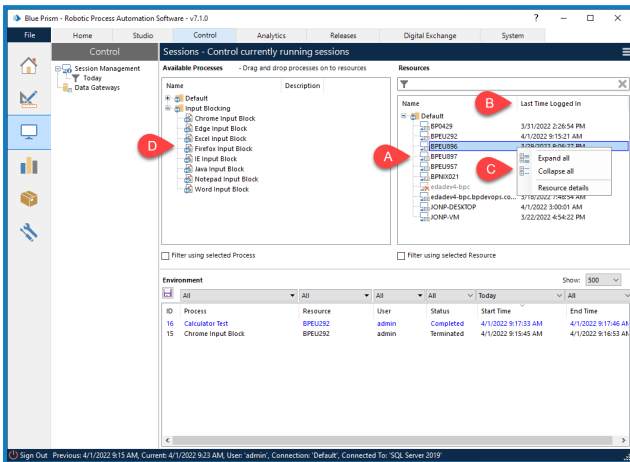 Blue Prism - Robotic Process Automation Software - v7.1.0
File Home Studio Control Analytics Releases Digital Exchange System
Control
Sessions - Control currently running sessions
Session Management
Today
Data Gateways
Available Processes - Drag and drop processes on to resources
Name Description
Default
Input Blocking
Chrome Input Block
Edge Input Block
Excel Input Block
Firefox Input Block
IE Input Block
Java Input Block
Notepad Input Block
Word Input Block
D
Filter using selected Process
Resources
B
Name Last Time Logged In
Default
BP0429 3/31/2022 2:26:54 PM
BPEU292 4/1/2022 9:15:21 AM
BPEU896 3/29/2022 9:06:27 PM
A
BPEU897
BPEU957
BPNIX021
edadev4-bpc
edadev4-bpc.bpdevops.co... 3/18/2022 7:48:54 AM
JONP-DESKTOP 4/1/2022 3:00:01 AM
JONP-VM 3/22/2022 4:54:22 PM
C
Expand all
Collapse all
Resource details
Filter using selected Resource
Environment Show: 500
All All All All Today All
ID Process Resource User Status Start Time End Time
16 Calculator Test BPEU292 admin Completed 4/1/2022 9:17:33 AM 4/1/2022 9:17:46 AM
15 Chrome Input Block BPEU292 admin Terminated 4/1/2022 9:15:45 AM 4/1/2022 9:16:53 AM
Sign Out Previous: 4/1/2022 9:15 AM, Current: 4/1/2022 9:23 AM, User: 'admin', Connection: 'Default', Connected To: 'SQL Server 2019'